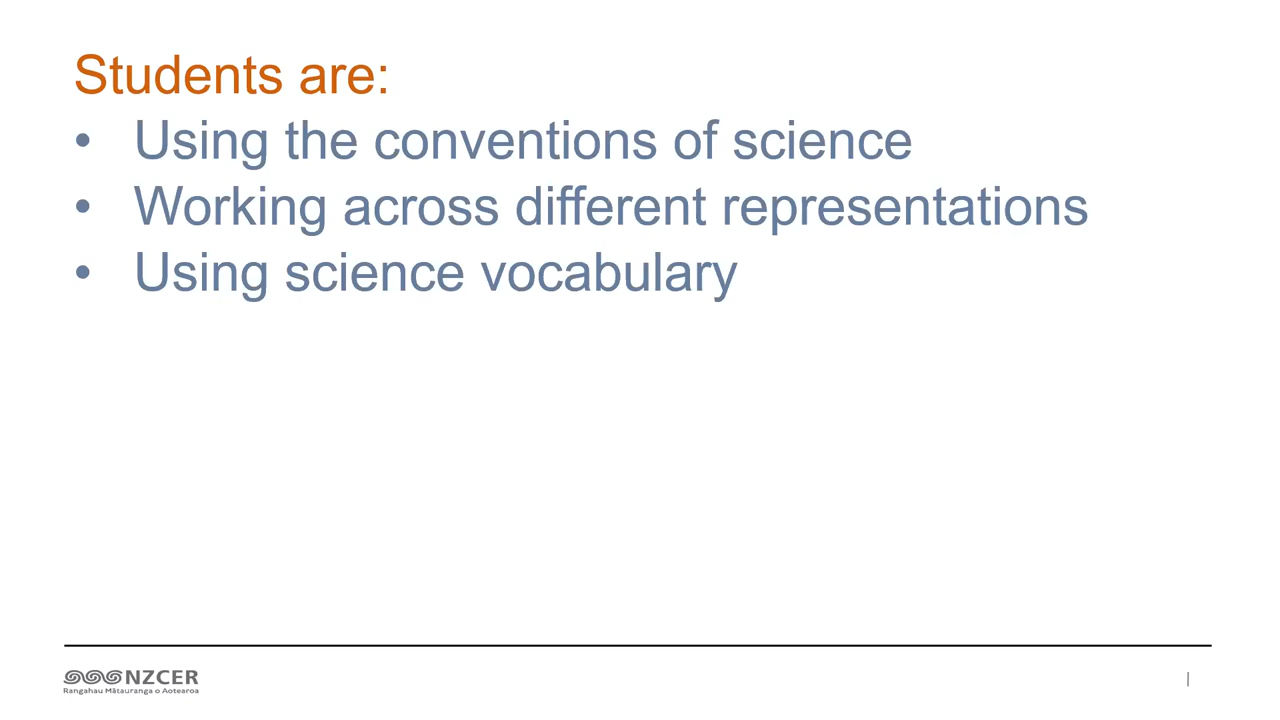 Students are:
• Using the conventions of science
• Working across different representations
• Using science vocabulary
NZCER
Rangahau Mātauranga o Aotearoa
|